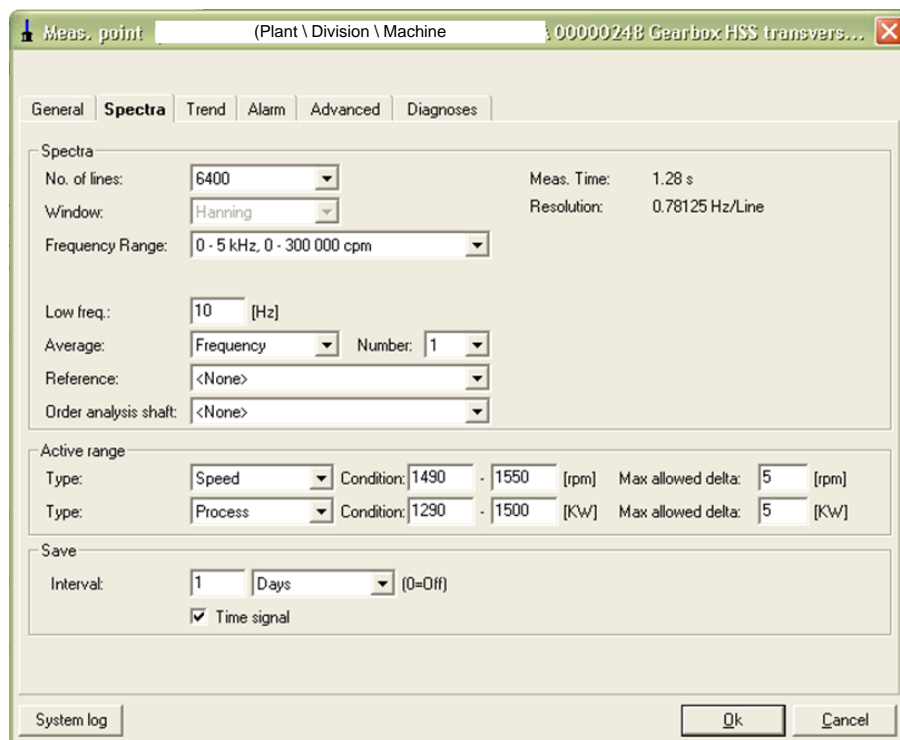 Meas. point (Plant \ Division \ Machine \ 00000248 Gearbox HSS transvers...
General Spectra Trend Alarm Advanced Diagnoses
Spectra
No. of lines: 6400 Meas. Time: 1.28 s
Window: Hanning Resolution: 0.78125 Hz/Line
Frequency Range: 0 - 5 kHz, 0 - 300 000 cpm
Low freq.: 10 [Hz]
Average: Frequency Number: 1
Reference: <None>
Order analysis shaft: <None>
Active range
Type: Speed Condition: 1490 - 1550 [rpm] Max allowed delta: 5 [rpm]
Type: Process Condition: 1290 - 1500 [KW] Max allowed delta: 5 [KW]
Save
Interval: 1 Days (0=Off)
Time signal
System log Ok Cancel